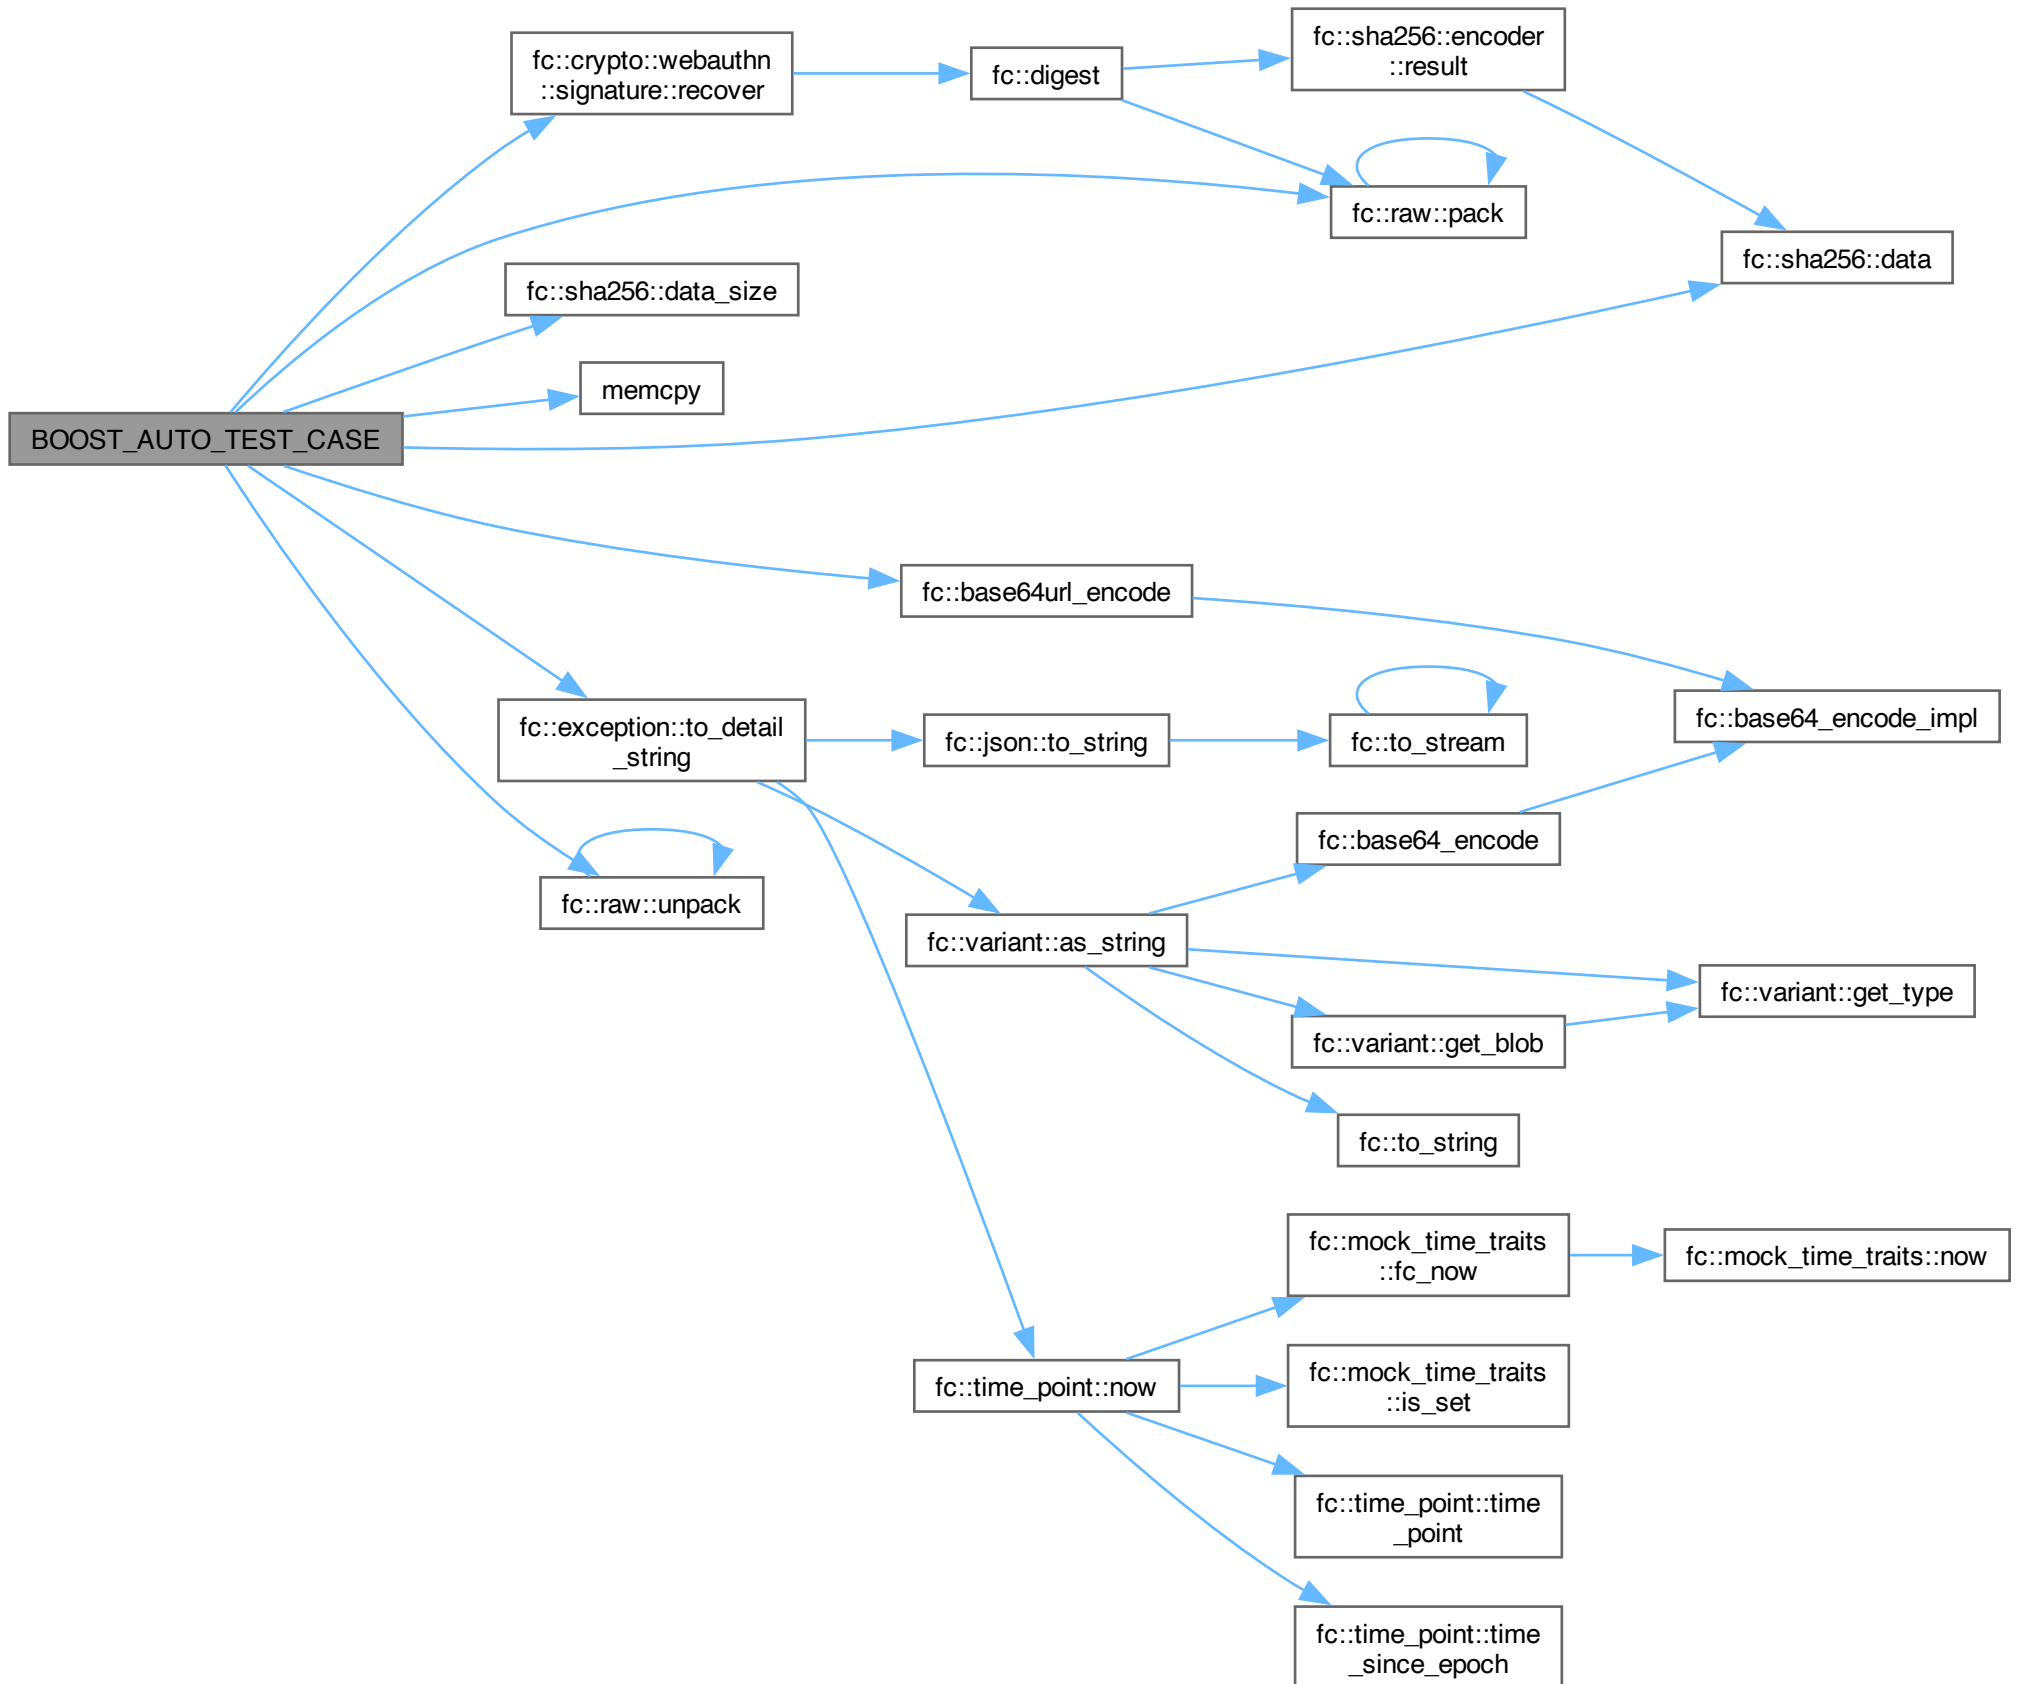 BOOST_AUTO_TEST_CASE
fc::crypto::webauthn
::signature::recover
fc::digest
fc::sha256::encoder
::result
fc::raw::pack
fc::sha256::data
fc::sha256::data_size
memcpy
fc::base64url_encode
fc::base64_encode_impl
fc::exception::to_detail
_string
fc::json::to_string
fc::to_stream
fc::base64_encode
fc::raw::unpack
fc::variant::as_string
fc::variant::get_type
fc::variant::get_blob
fc::to_string
fc::mock_time_traits
::fc_now
fc::mock_time_traits::now
fc::time_point::now
fc::mock_time_traits
::is_set
fc::time_point::time
_point
fc::time_point::time
_since_epoch